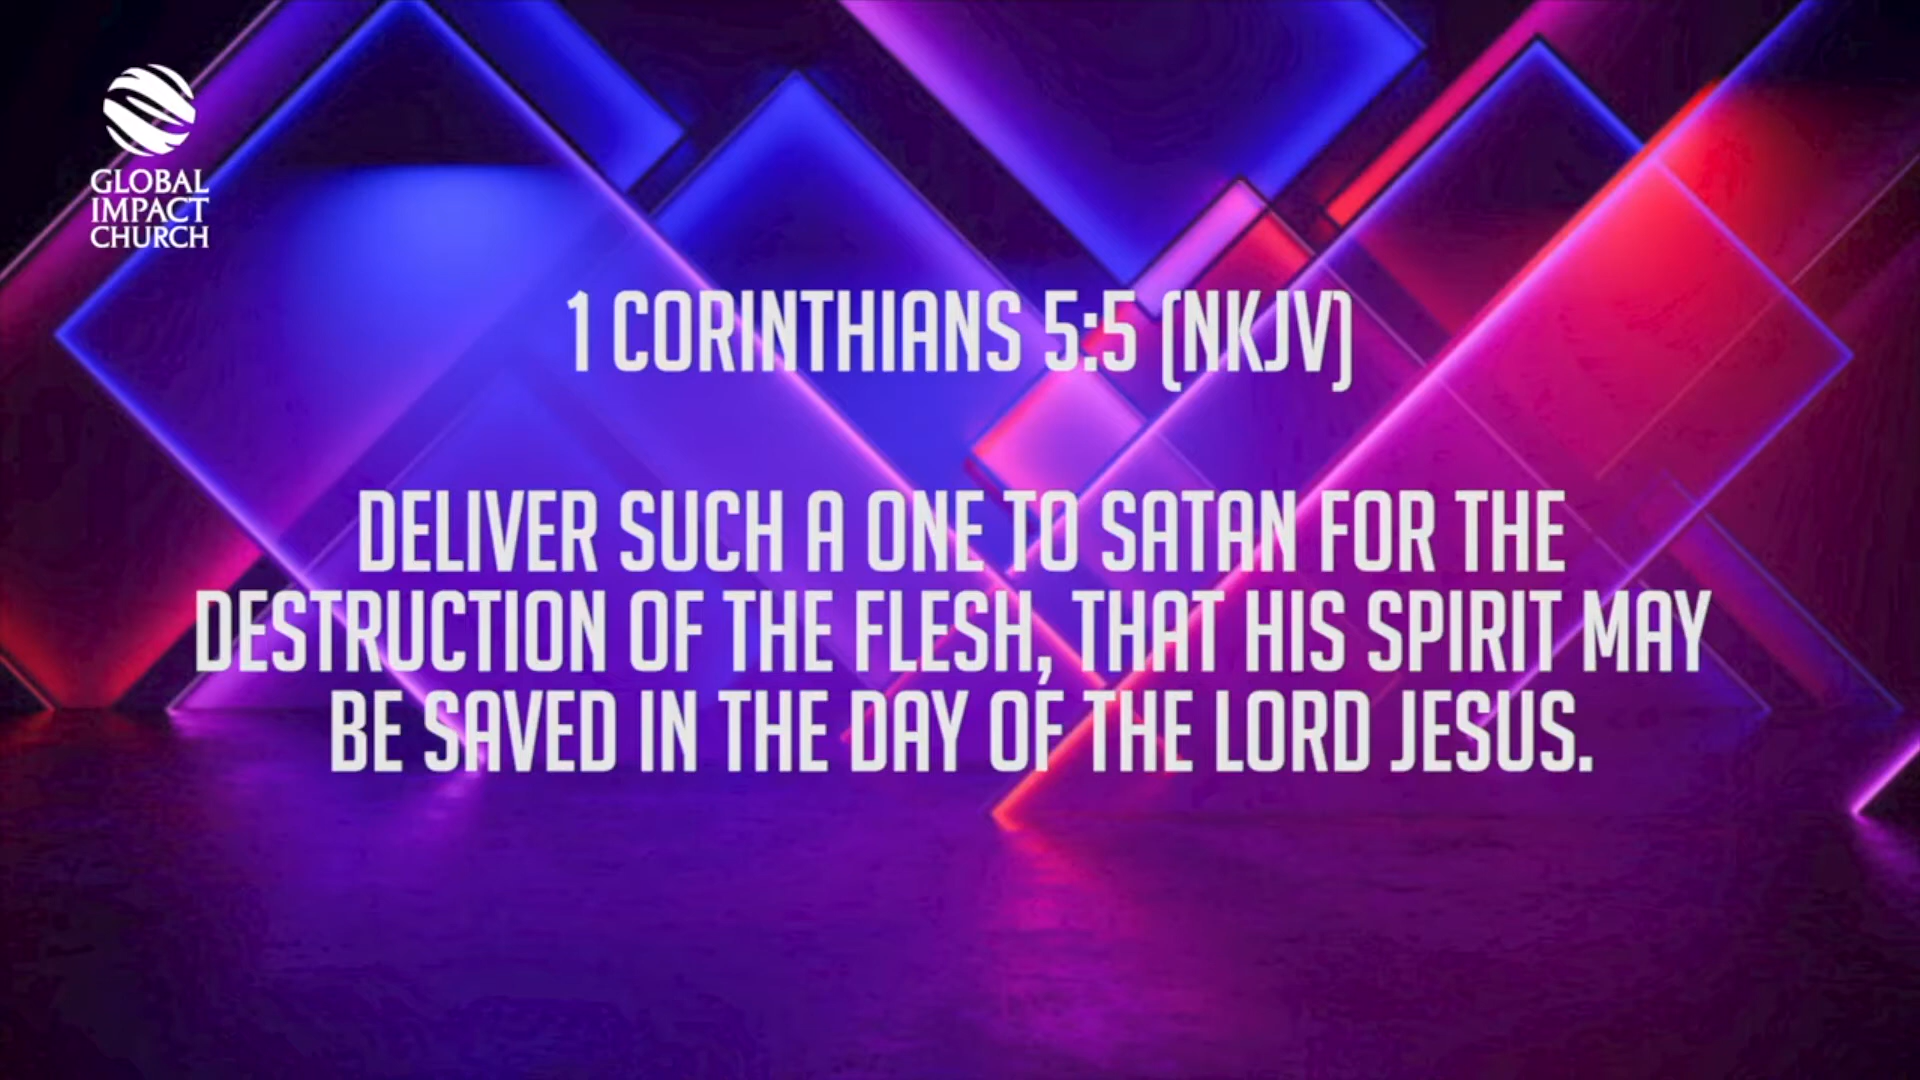 GLOBAL
IMPACT
CHURCH
1 CORINTHIANS 5:5 (NKJV)
DELIVER SUCH A ONE TO SATAN FOR THE
DESTRUCTION OF THE FLESH, THAT HIS SPIRIT MAY
BE SAVED IN THE DAY OF THE LORD JESUS.